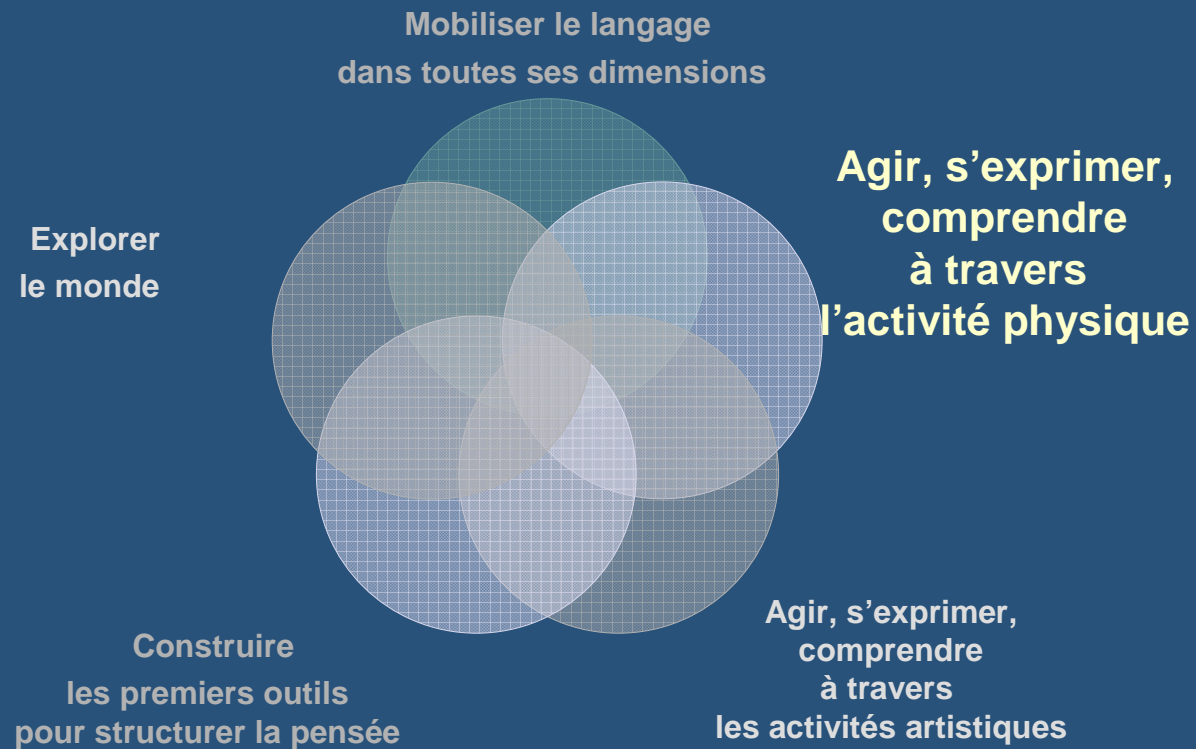 Mobiliser le langage
dans toutes ses dimensions
Agir, s’exprimer,
comprendre
à travers
l’activité physique
Explorer
le monde
Agir, s’exprimer,
comprendre
à travers
les activités artistiques
Construire
les premiers outils
pour structurer la pensée